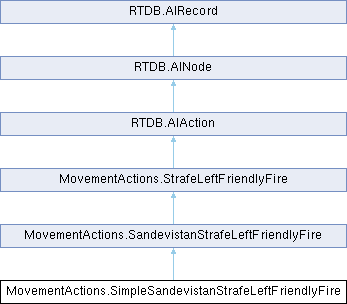 RTDB.AIRecord
RTDB.AINode
RTDB.AIAction
MovementActions.StrafeLeftFriendlyFire
MovementActions.SandevistanStrafeLeftFriendlyFire
MovementActions.SimpleSandevistanStrafeLeftFriendlyFire